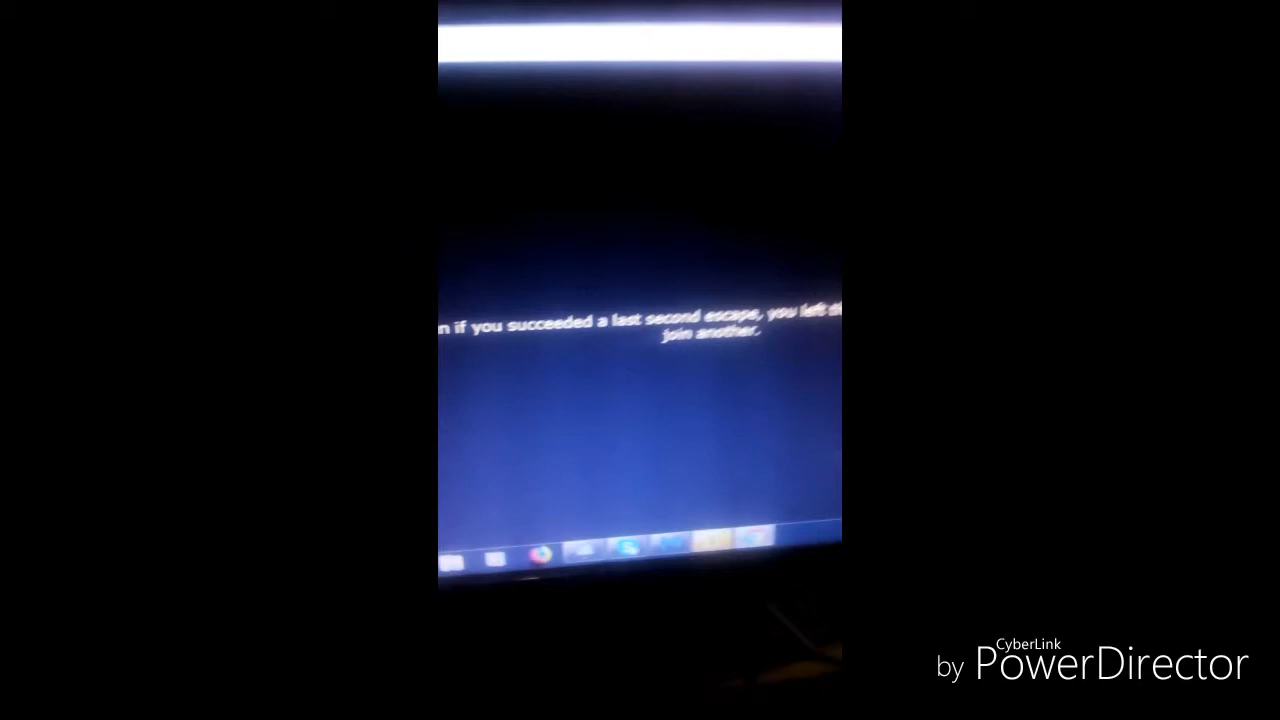 n if you succeeded a last second escape, you left
join another.
CyberLink
by PowerDirector